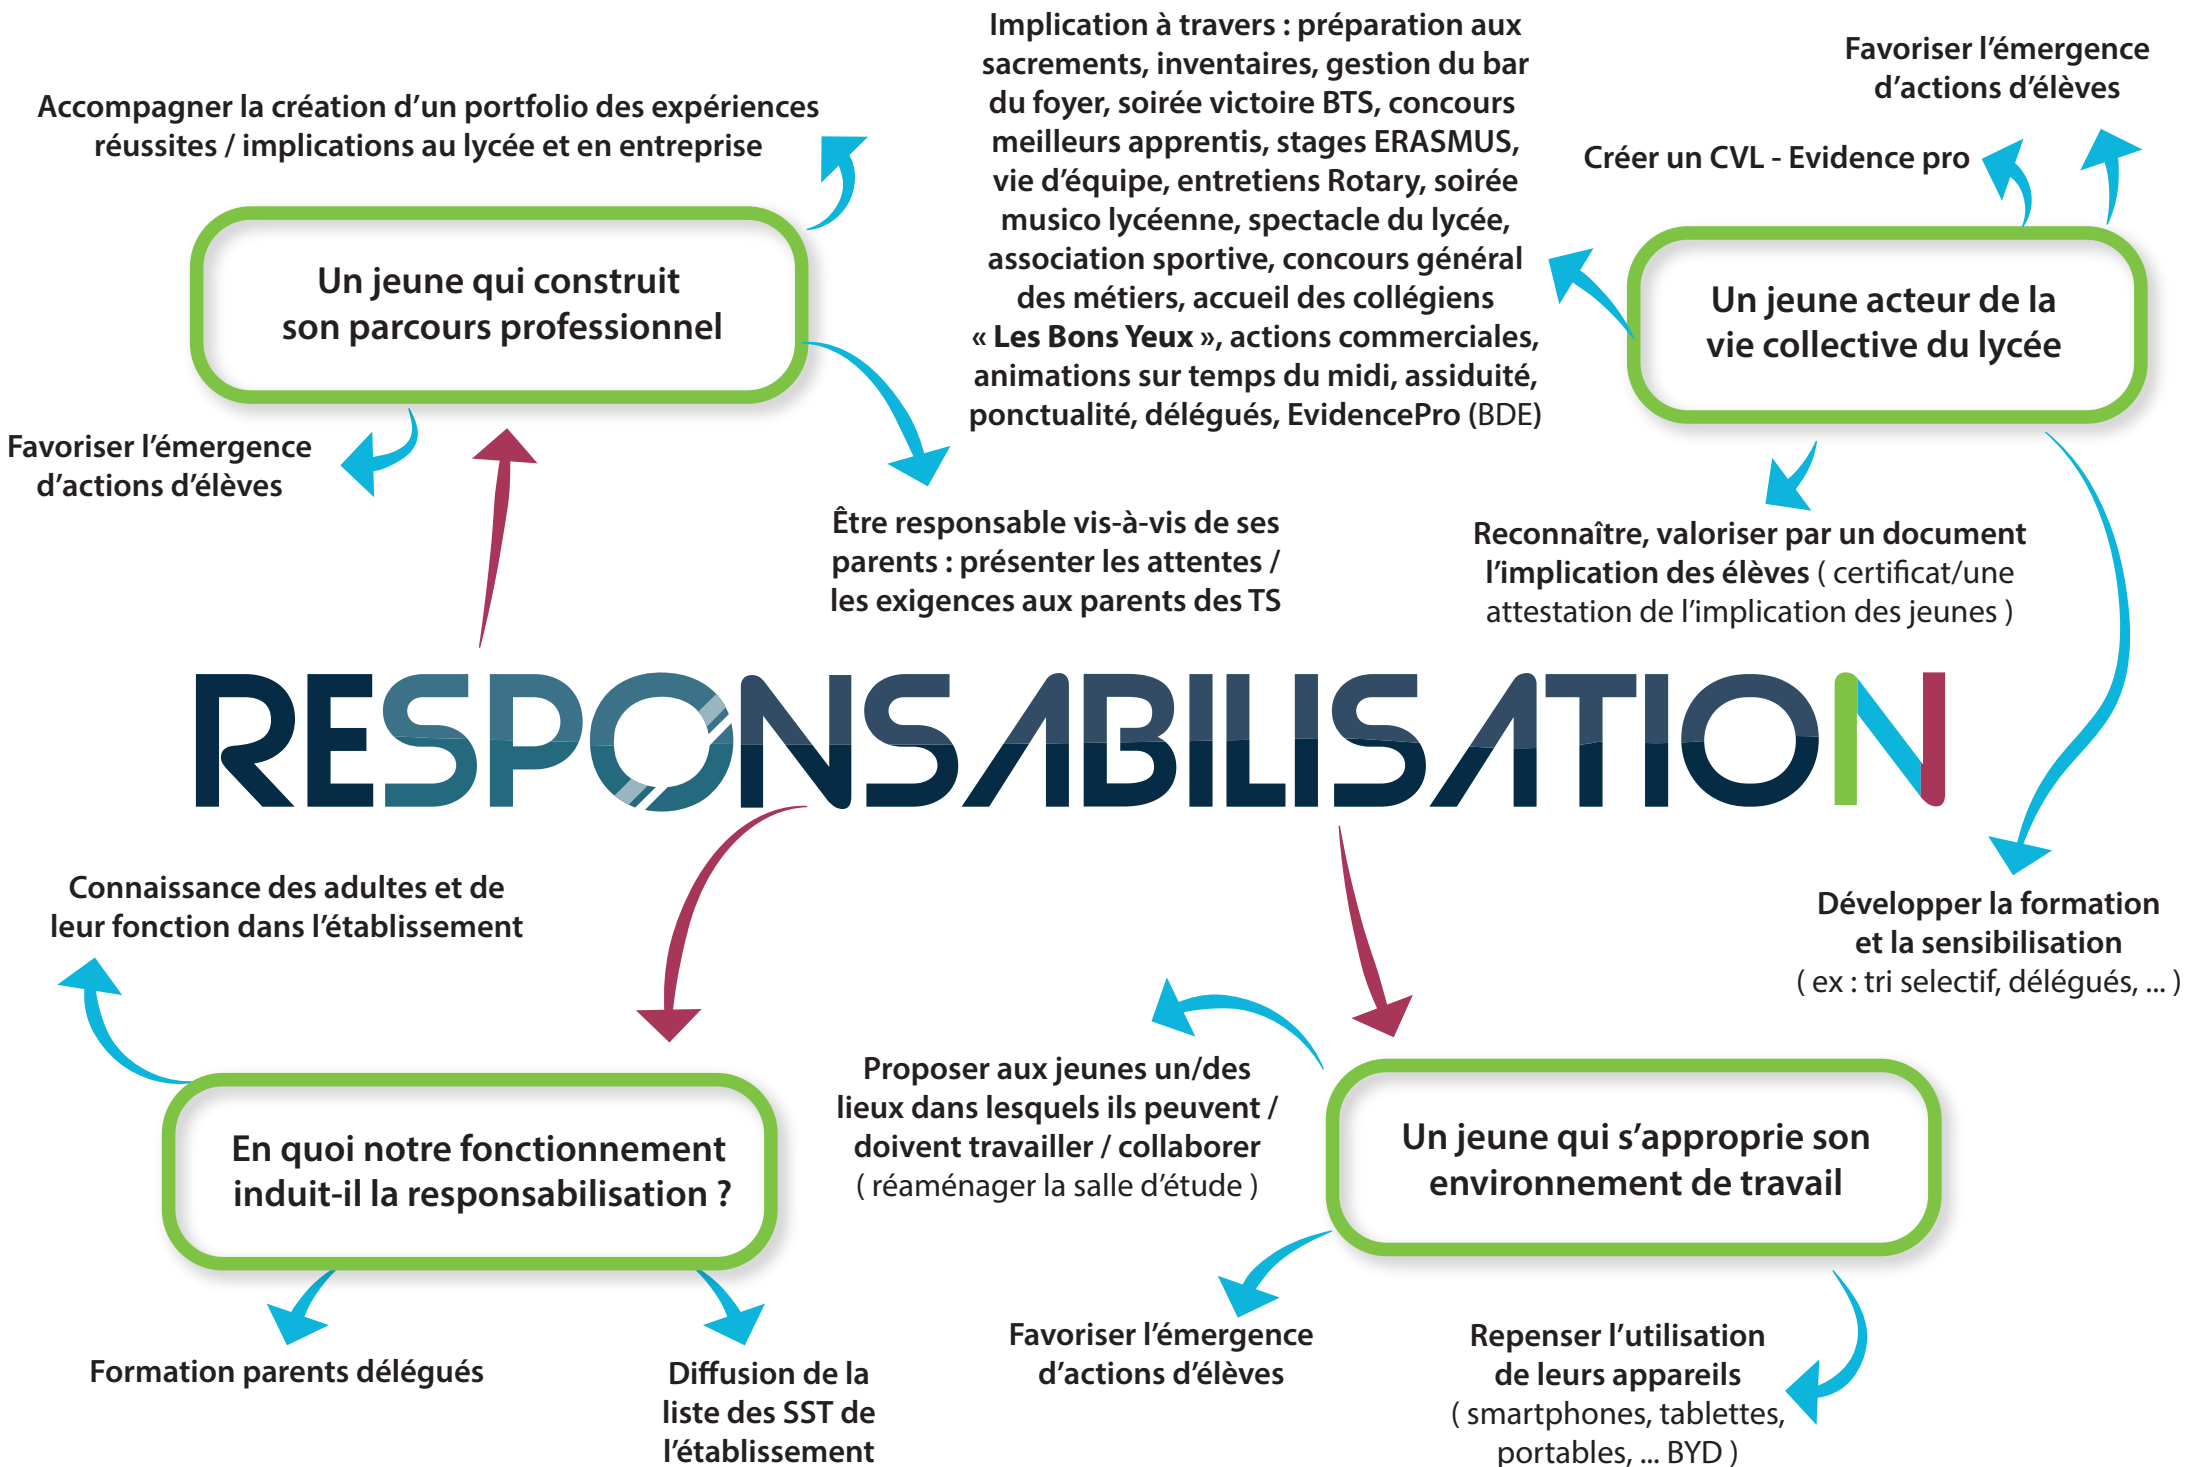 Accompagner la création d’un portfolio des expériences
réussites / implications au lycée et en entreprise
Un jeune qui construit
son parcours professionnel
Favoriser l’émergence
d’actions d’élèves
Être responsable vis-à-vis de ses
parents : présenter les attentes /
les exigences aux parents des TS
Implication à travers : préparation aux
sacrements, inventaires, gestion du bar
du foyer, soirée victoire BTS, concours
meilleurs apprentis, stages ERASMUS,
vie d’équipe, entretiens Rotary, soirée
musico lycéenne, spectacle du lycée,
association sportive, concours général
des métiers, accueil des collégiens
« Les Bons Yeux », actions commerciales,
animations sur temps du midi, assiduité,
ponctualité, délégués, EvidencePro (BDE)
Favoriser l’émergence
d’actions d’élèves
Créer un CVL - Evidence pro
Un jeune acteur de la
vie collective du lycée
Reconnaître, valoriser par un document
l’implication des élèves ( certificat/une
attestation de l’implication des jeunes )
RESPONSABILISATION
Connaissance des adultes et de
leur fonction dans l’établissement
En quoi notre fonctionnement
induit-il la responsabilisation ?
Formation parents délégués
Diffusion de la
liste des SST de
l’établissement
Développer la formation
et la sensibilisation
( ex : tri selectif, délégués, ... )
Proposer aux jeunes un/des
lieux dans lesquels ils peuvent /
doivent travailler / collaborer
( réaménager la salle d’étude )
Un jeune qui s’approprie son
environnement de travail
Favoriser l’émergence
d’actions d’élèves
Repenser l’utilisation
de leurs appareils
( smartphones, tablettes,
portables, ... BYD )